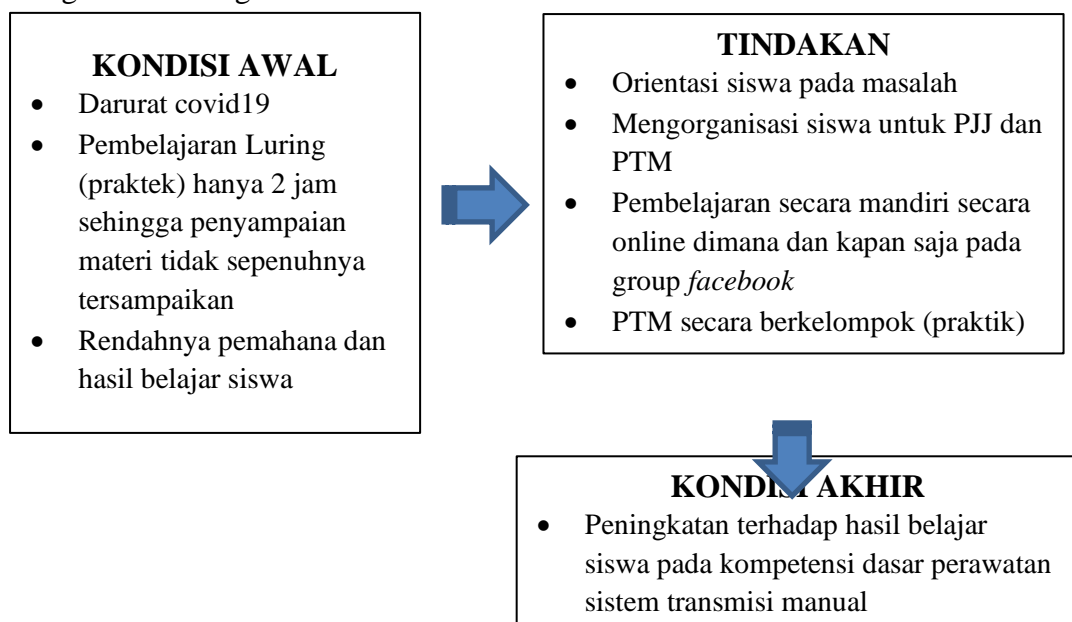 KONDISI AWAL
• Darurat covid19
• Pembelajaran Luring
(praktek) hanya 2 jam
sehingga penyampaian
materi tidak sepenuhnya
tersampaikan
• Rendahnya pemahana dan
hasil belajar siswa
TINDAKAN
• Orientasi siswa pada masalah
• Mengorganisasi siswa untuk PJJ dan
PTM
• Pembelajaran secara mandiri secara
online dimana dan kapan saja pada
group facebook
• PTM secara berkelompok (praktik)
KONDISI AKHIR
• Peningkatan terhadap hasil belajar
siswa pada kompetensi dasar perawatan
sistem transmisi manual